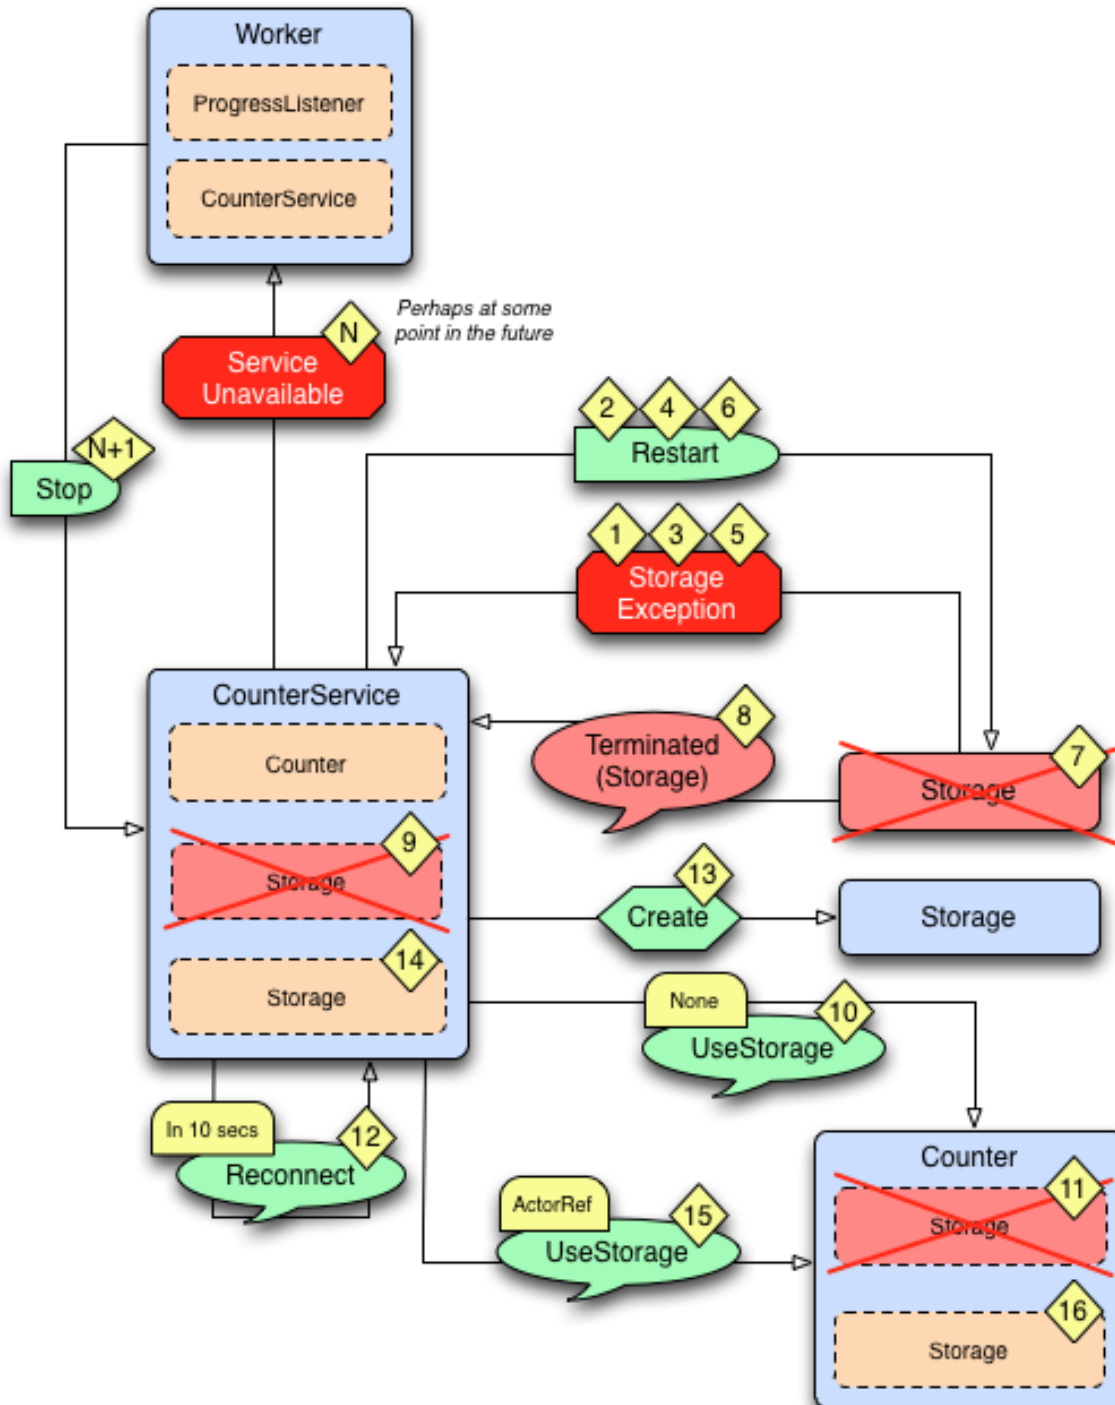 Worker
ProgressListener
CounterService
N
Perhaps at some
point in the future
Service
Unavailable
2
4
6
Restart
N+1
Stop
1
3
5
Storage
Exception
CounterService
8
Terminated
(Storage)
7
Storage
Counter
9
Storage
13
Create
Storage
14
Storage
None
10
UseStorage
In 10 secs
12
Reconnect
Counter
11
Storage
ActorRef
15
UseStorage
16
Storage